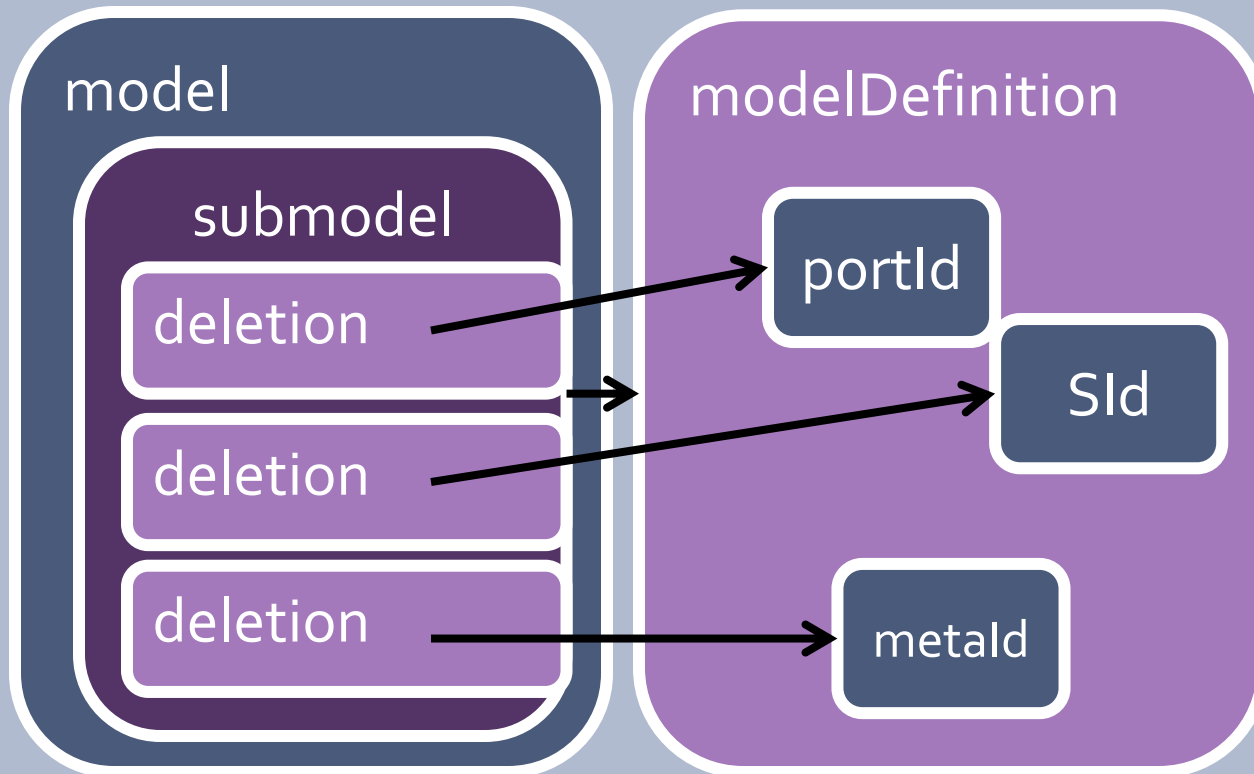 model
submodel
deletion
deletion
deletion
modelDefinition
portId
SId
metaId